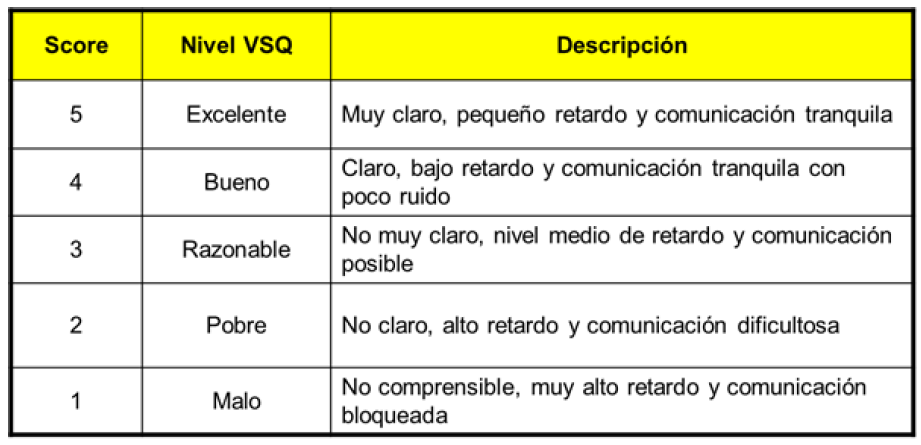 Score Nivel VSQ Descripción
5 Excelente Muy claro, pequeño retardo y comunicación tranquila
4 Bueno Claro, bajo retardo y comunicación tranquila con
poco ruido
3 Razonable No muy claro, nivel medio de retardo y comunicación
posible
2 Pobre No claro, alto retardo y comunicación dificultosa
1 Malo No comprensible, muy alto retardo y comunicación
bloqueada